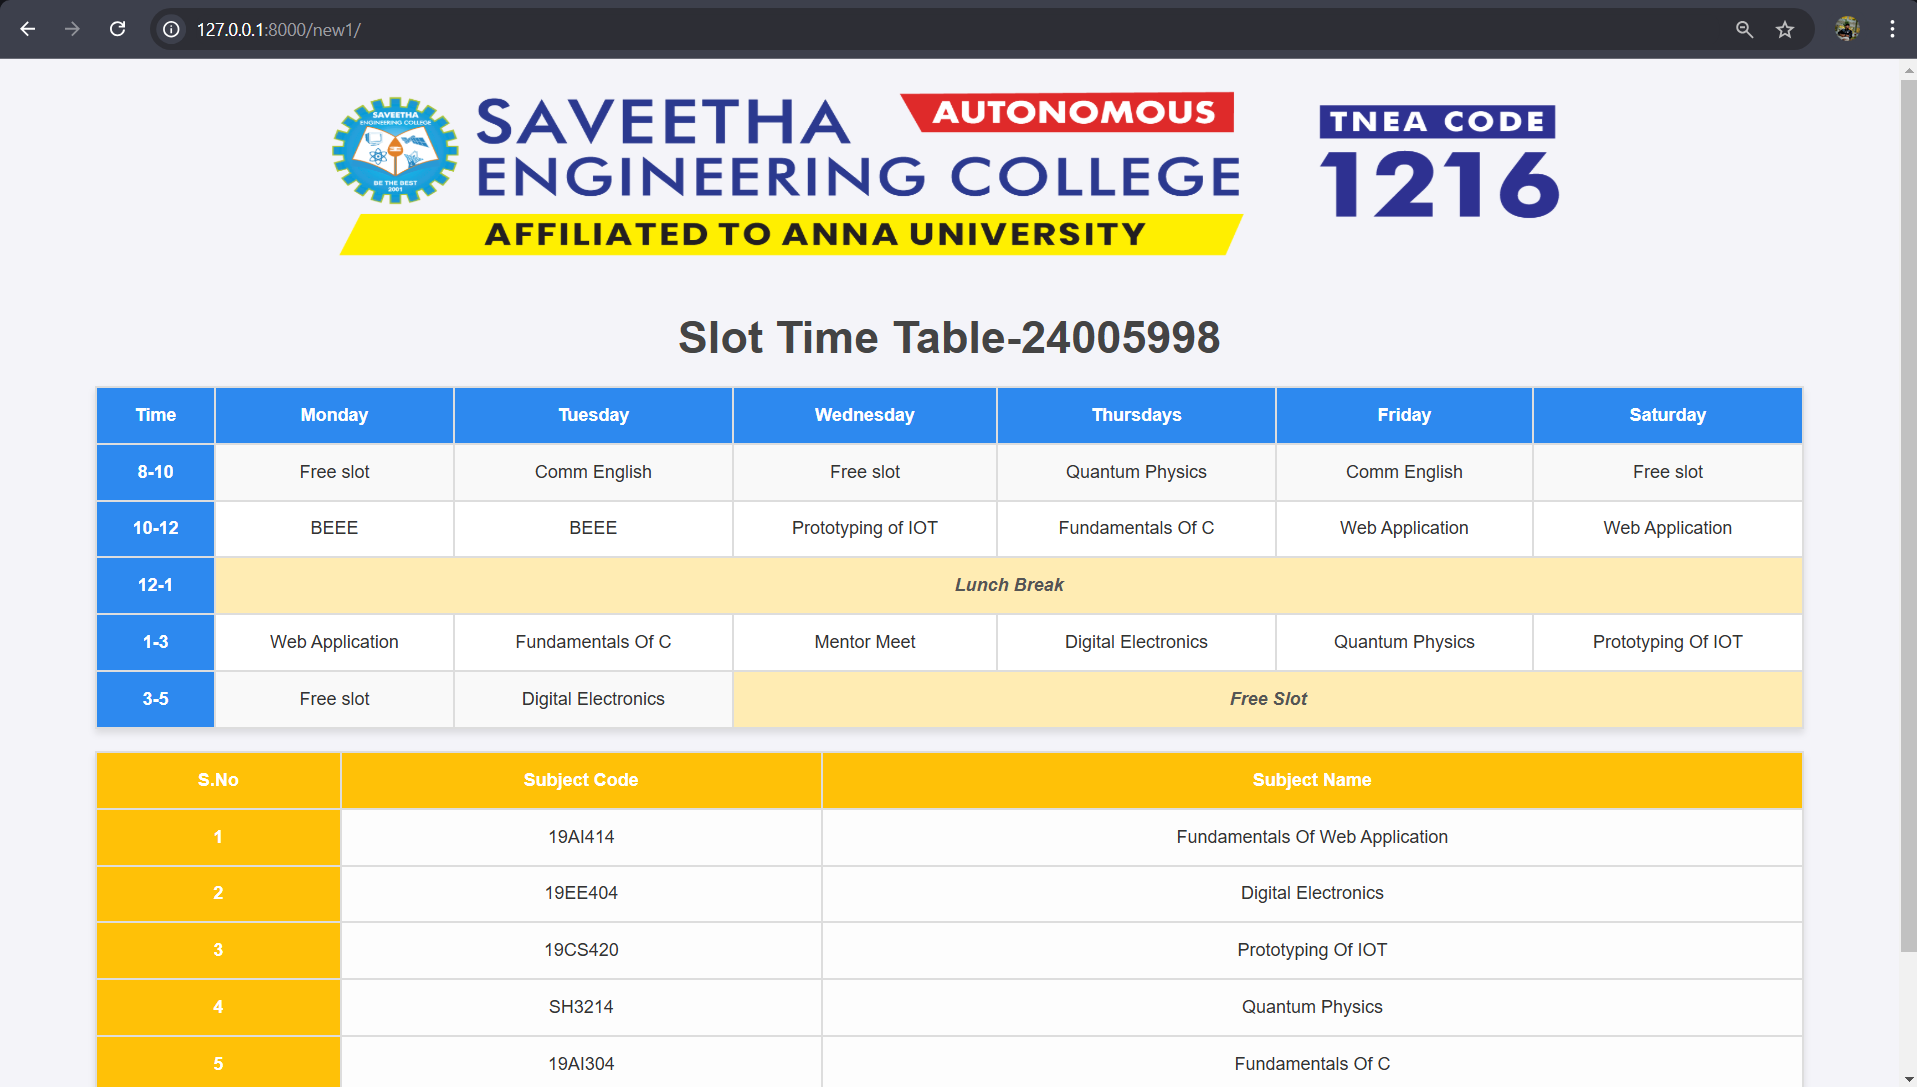 127.0.0.1:8000/new1/
SAVEETHA
ENGINEERING COLLEGE
BE THE BEST
2001
SAVEETHA
AUTONOMOUS
ENGINEERING COLLEGE
AFFILIATED TO ANNA UNIVERSITY
TNEA CODE
1216
Slot Time Table-24005998
Time Monday Tuesday Wednesday Thursdays Friday Saturday
8-10 Free slot Comm English Free slot Quantum Physics Comm English Free slot
10-12 BEEE BEEE Prototyping of IOT Fundamentals Of C Web Application Web Application
12-1 Lunch Break
1-3 Web Application Fundamentals Of C Mentor Meet Digital Electronics Quantum Physics Prototyping Of IOT
3-5 Free slot Digital Electronics Free Slot
S.No Subject Code Subject Name
1 19AI414 Fundamentals Of Web Application
2 19EE404 Digital Electronics
3 19CS420 Prototyping Of IOT
4 SH3214 Quantum Physics
5 19AI304 Fundamentals Of C